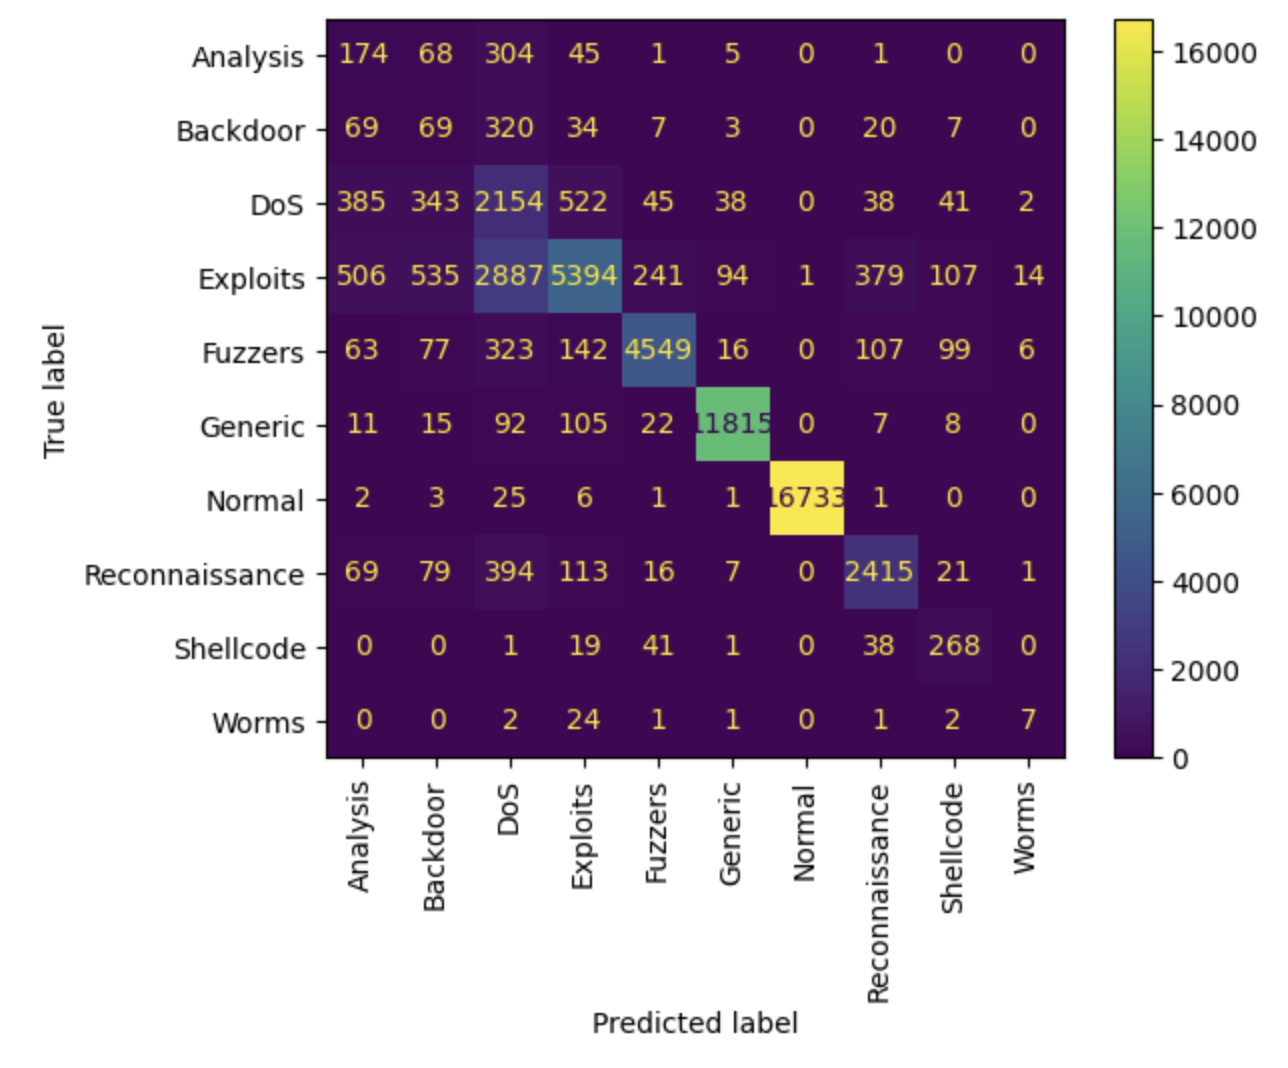 Analysis 174 68 304 45 1 5 0 1 0 0
Backdoor 69 69 320 34 7 3 0 20 7 0
DoS 385 343 2154 522 45 38 0 38 41 2
Exploits 506 535 2887 5394 241 94 1 379 107 14
Fuzzers 63 77 323 142 4549 16 0 107 99 6
Generic 11 15 92 105 22 11815 0 7 8 0
Normal 2 3 25 6 1 1 16733 1 0 0
Reconnaissance 69 79 394 113 16 7 0 2415 21 1
Shellcode 0 0 1 19 41 1 0 38 268 0
Worms 0 0 2 24 1 1 0 1 2 7
True label
Analysis Backdoor DoS Exploits Fuzzers Generic Normal Reconnaissance Shellcode Worms
Predicted label
16000
14000
12000
10000
8000
6000
4000
2000
0